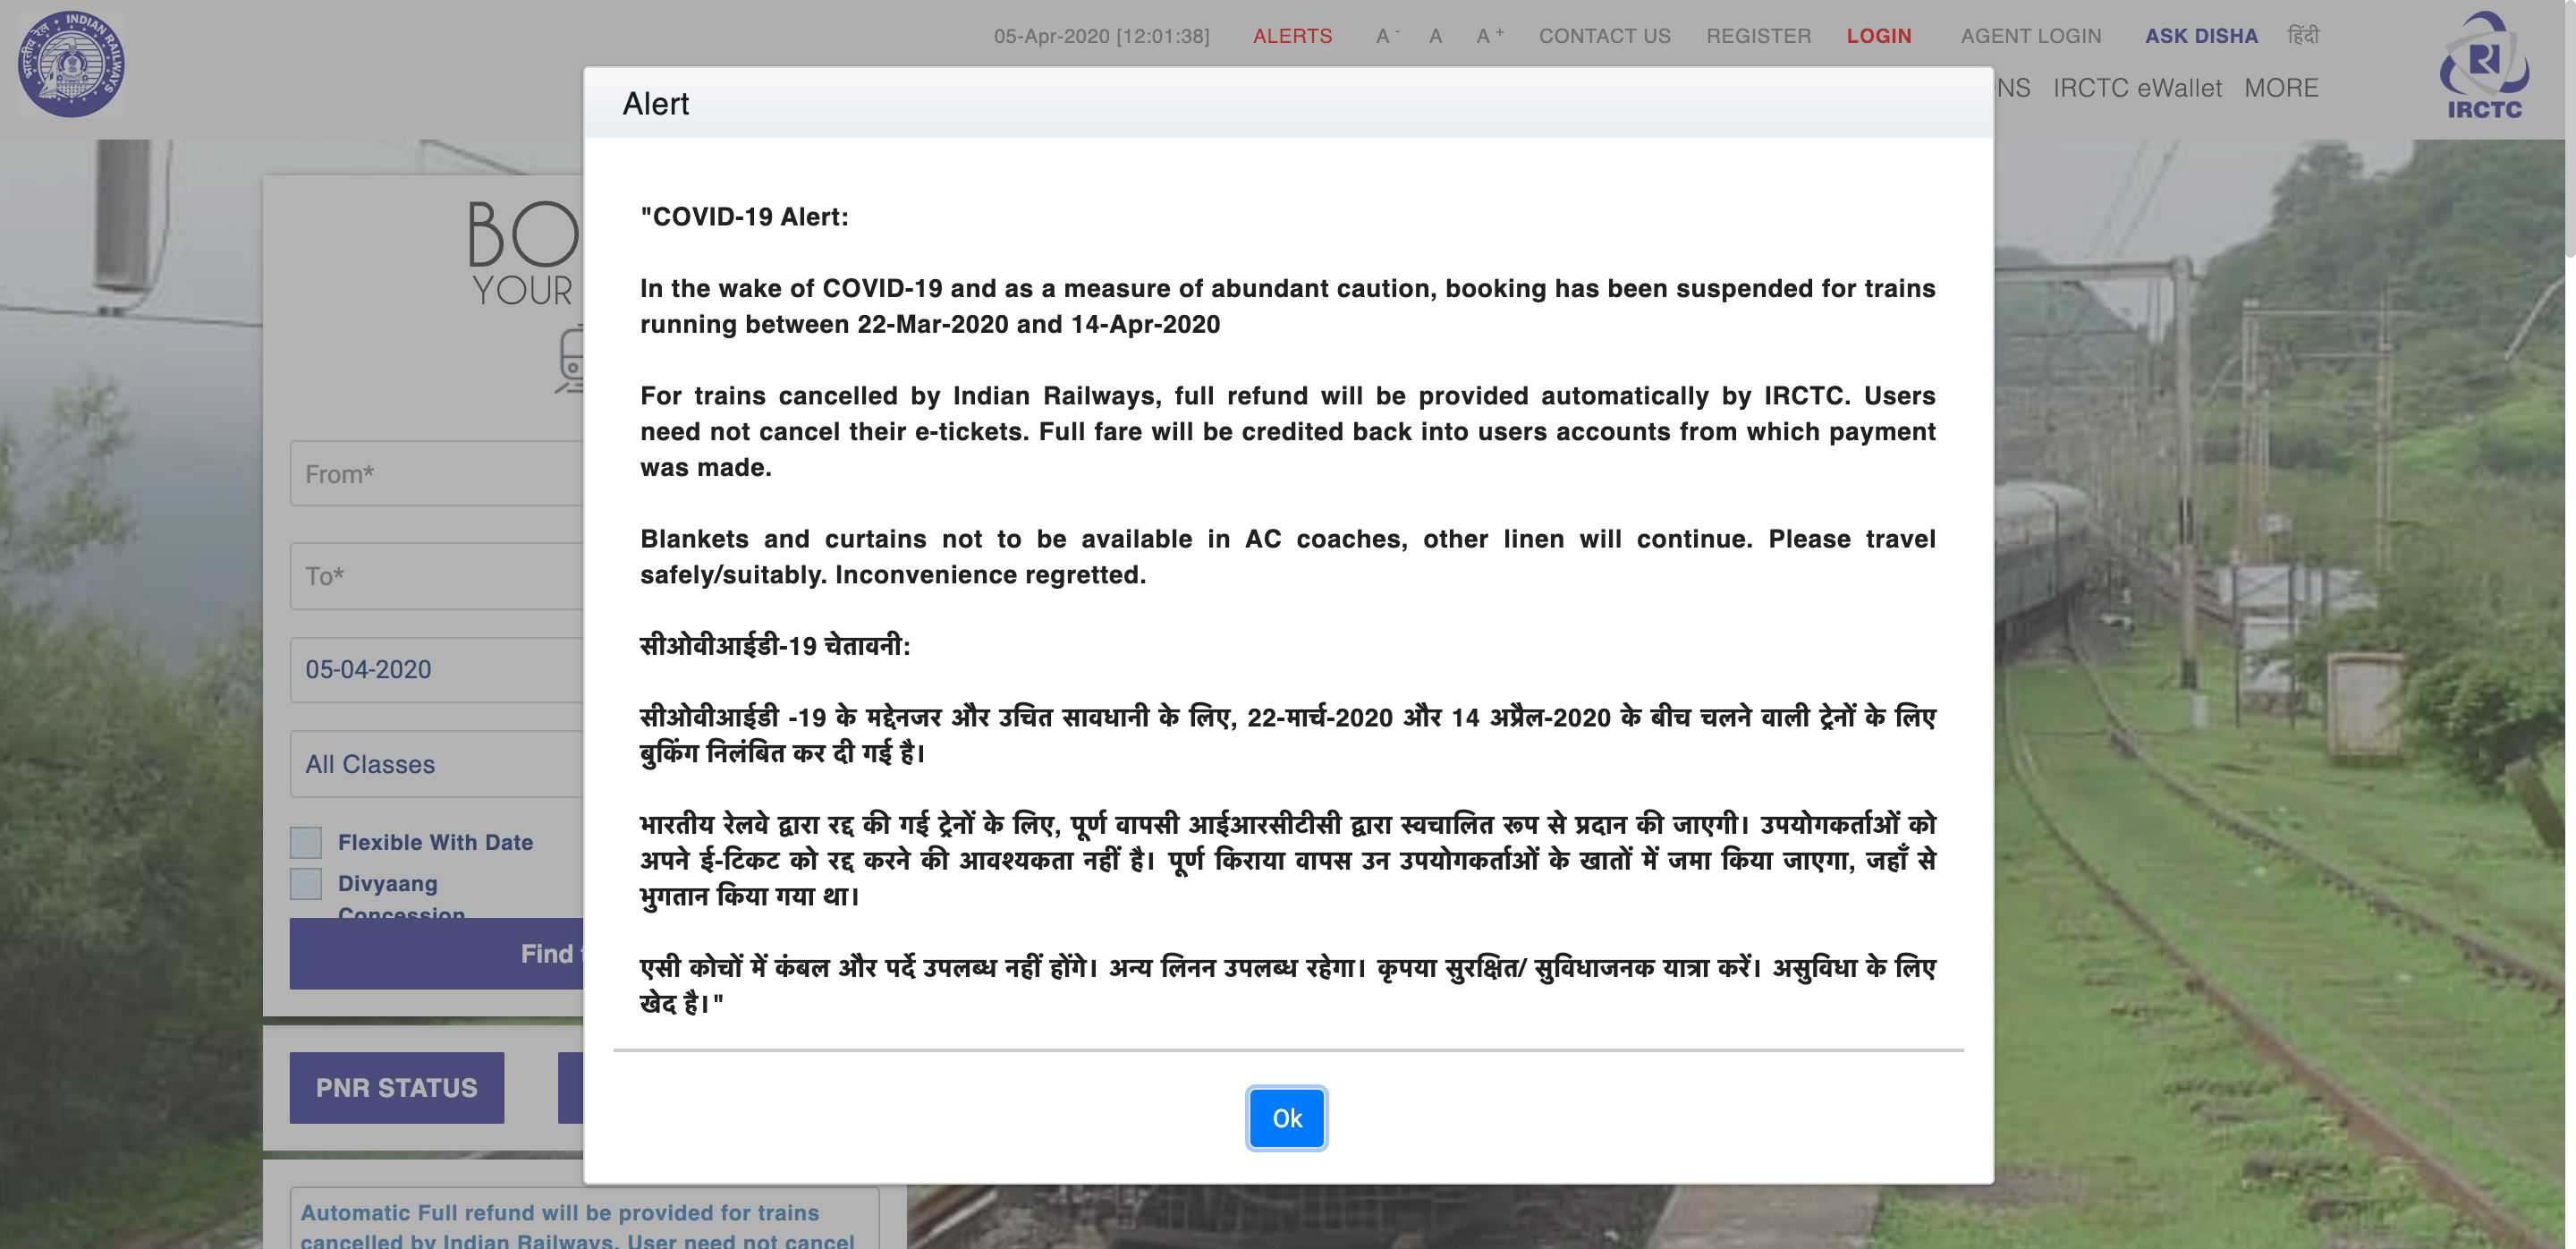 INDIAN RAILWAYS
भारतीय रेल
05-Apr-2020 [12:01:38] ALERTS A - A A + CONTACT US REGISTER LOGIN AGENT LOGIN ASK DISHA हिंदी
IRCTC eWallet MORE
IRCTC
Alert
"COVID-19 Alert:
In the wake of COVID-19 and as a measure of abundant caution, booking has been suspended for trains
running between 22-Mar-2020 and 14-Apr-2020
For trains cancelled by Indian Railways, full refund will be provided automatically by IRCTC. Users
need not cancel their e-tickets. Full fare will be credited back into users accounts from which payment
was made.
Blankets and curtains not to be available in AC coaches, other linen will continue. Please travel
safely/suitably. Inconvenience regretted.
सीओवीआईडी-19 चेतावनी:
सीओवीआईडी -19 के मद्देनजर और उचित सावधानी के लिए, 22-मार्च-2020 और 14 अप्रैल-2020 के बीच चलने वाली ट्रेनों के लिए
बुकिंग निलंबित कर दी गई है।
भारतीय रेलवे द्वारा रद्द की गई ट्रेनों के लिए, पूर्ण वापसी आईआरसीटीसी द्वारा स्वचालित रूप से प्रदान की जाएगी। उपयोगकर्ताओं को
अपने ई-टिकट को रद्द करने की आवश्यकता नहीं है। पूर्ण किराया वापस उन उपयोगकर्ताओं के खातों में जमा किया जाएगा, जहाँ से
भुगतान किया गया था।
एसी कोचों में कंबल और पर्दे उपलब्ध नहीं होंगे। अन्य लिनन उपलब्ध रहेगा। कृपया सुरक्षित/ सुविधाजनक यात्रा करें। असुविधा के लिए
खेद है।"
Ok
BO
YOUR
From*
To*
05-04-2020
All Classes
Flexible With Date
Divyaang
Concession
Find
PNR STATUS
Automatic Full refund will be provided for trains
cancelled by Indian Railways. User need not cancel